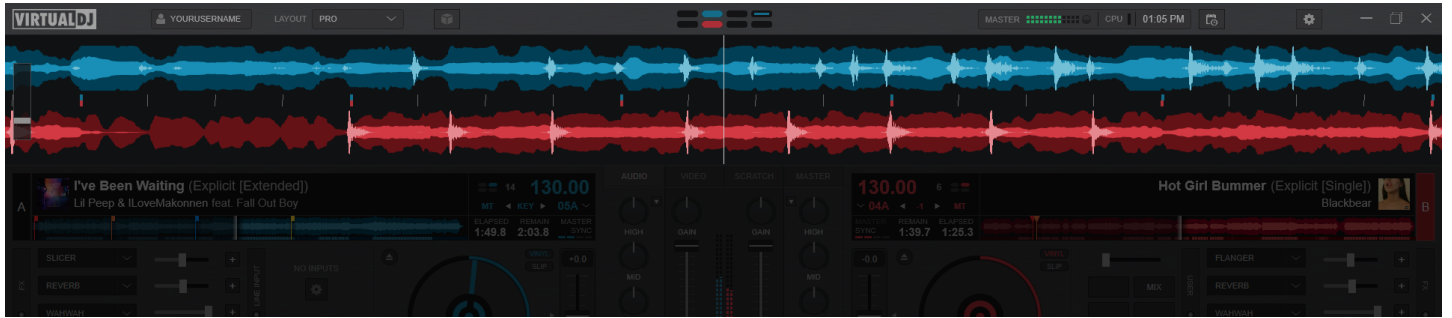 VIRTUALDJ YOURUSERNAME LAYOUT PRO MASTER CPU 01:05 PM
AUDIO VIDEO SCRATCH MASTER
A I've Been Waiting (Explicit [Extended]) 14 130.00
Lil Peep & ILoveMakonnen feat. Fall Out Boy MT KEY 05A
ELAPSED REMAIN MASTER
1:49.8 2:03.8 SYNC
130.00 6 Hot Girl Bummer (Explicit [Single]) B
04A -1 MT Blackbear
MASTER REMAIN ELAPSED
SYNC 1:39.7 1:25.3
HIGH GAIN GAIN HIGH
FX SLICER LINE INPUT NO INPUTS VINYL +0.0
SLIP
REVERB
WAHWAH
MID MID
-0.0 VINYL
SLIP
MIX USER
FLANGER FX
REVERB
WAHWAH